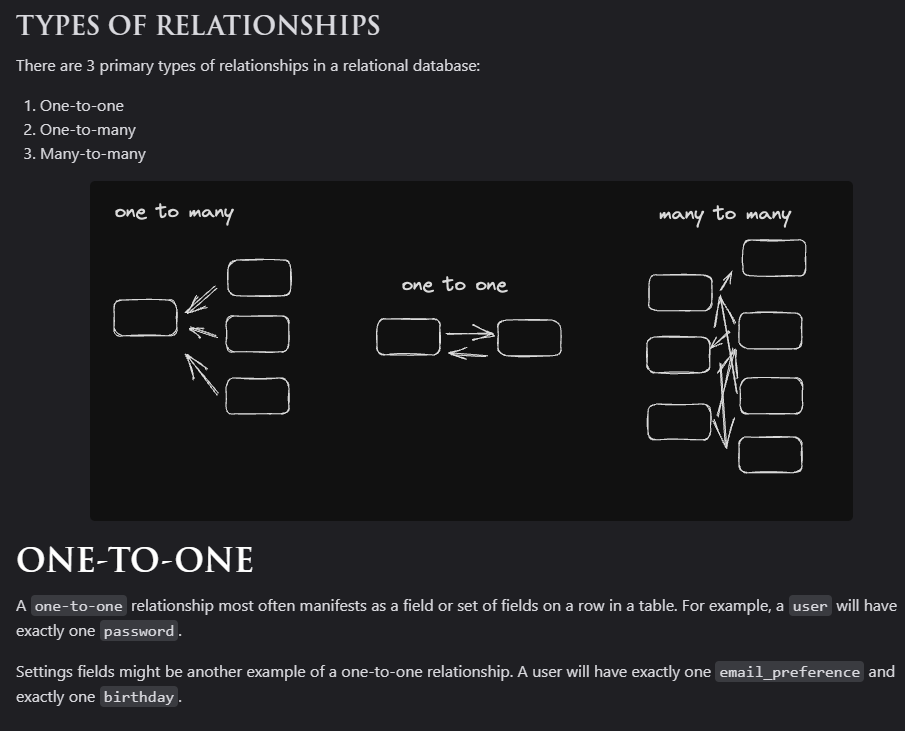 TYPES OF RELATIONSHIPS
There are 3 primary types of relationships in a relational database:
1. One-to-one
2. One-to-many
3. Many-to-many
one to many
many to many
one to one
ONE-TO-ONE
A one-to-one relationship most often manifests as a field or set of fields on a row in a table. For example, a user will have
exactly one password.
Settings fields might be another example of a one-to-one relationship. A user will have exactly one email_preference and
exactly one birthday.